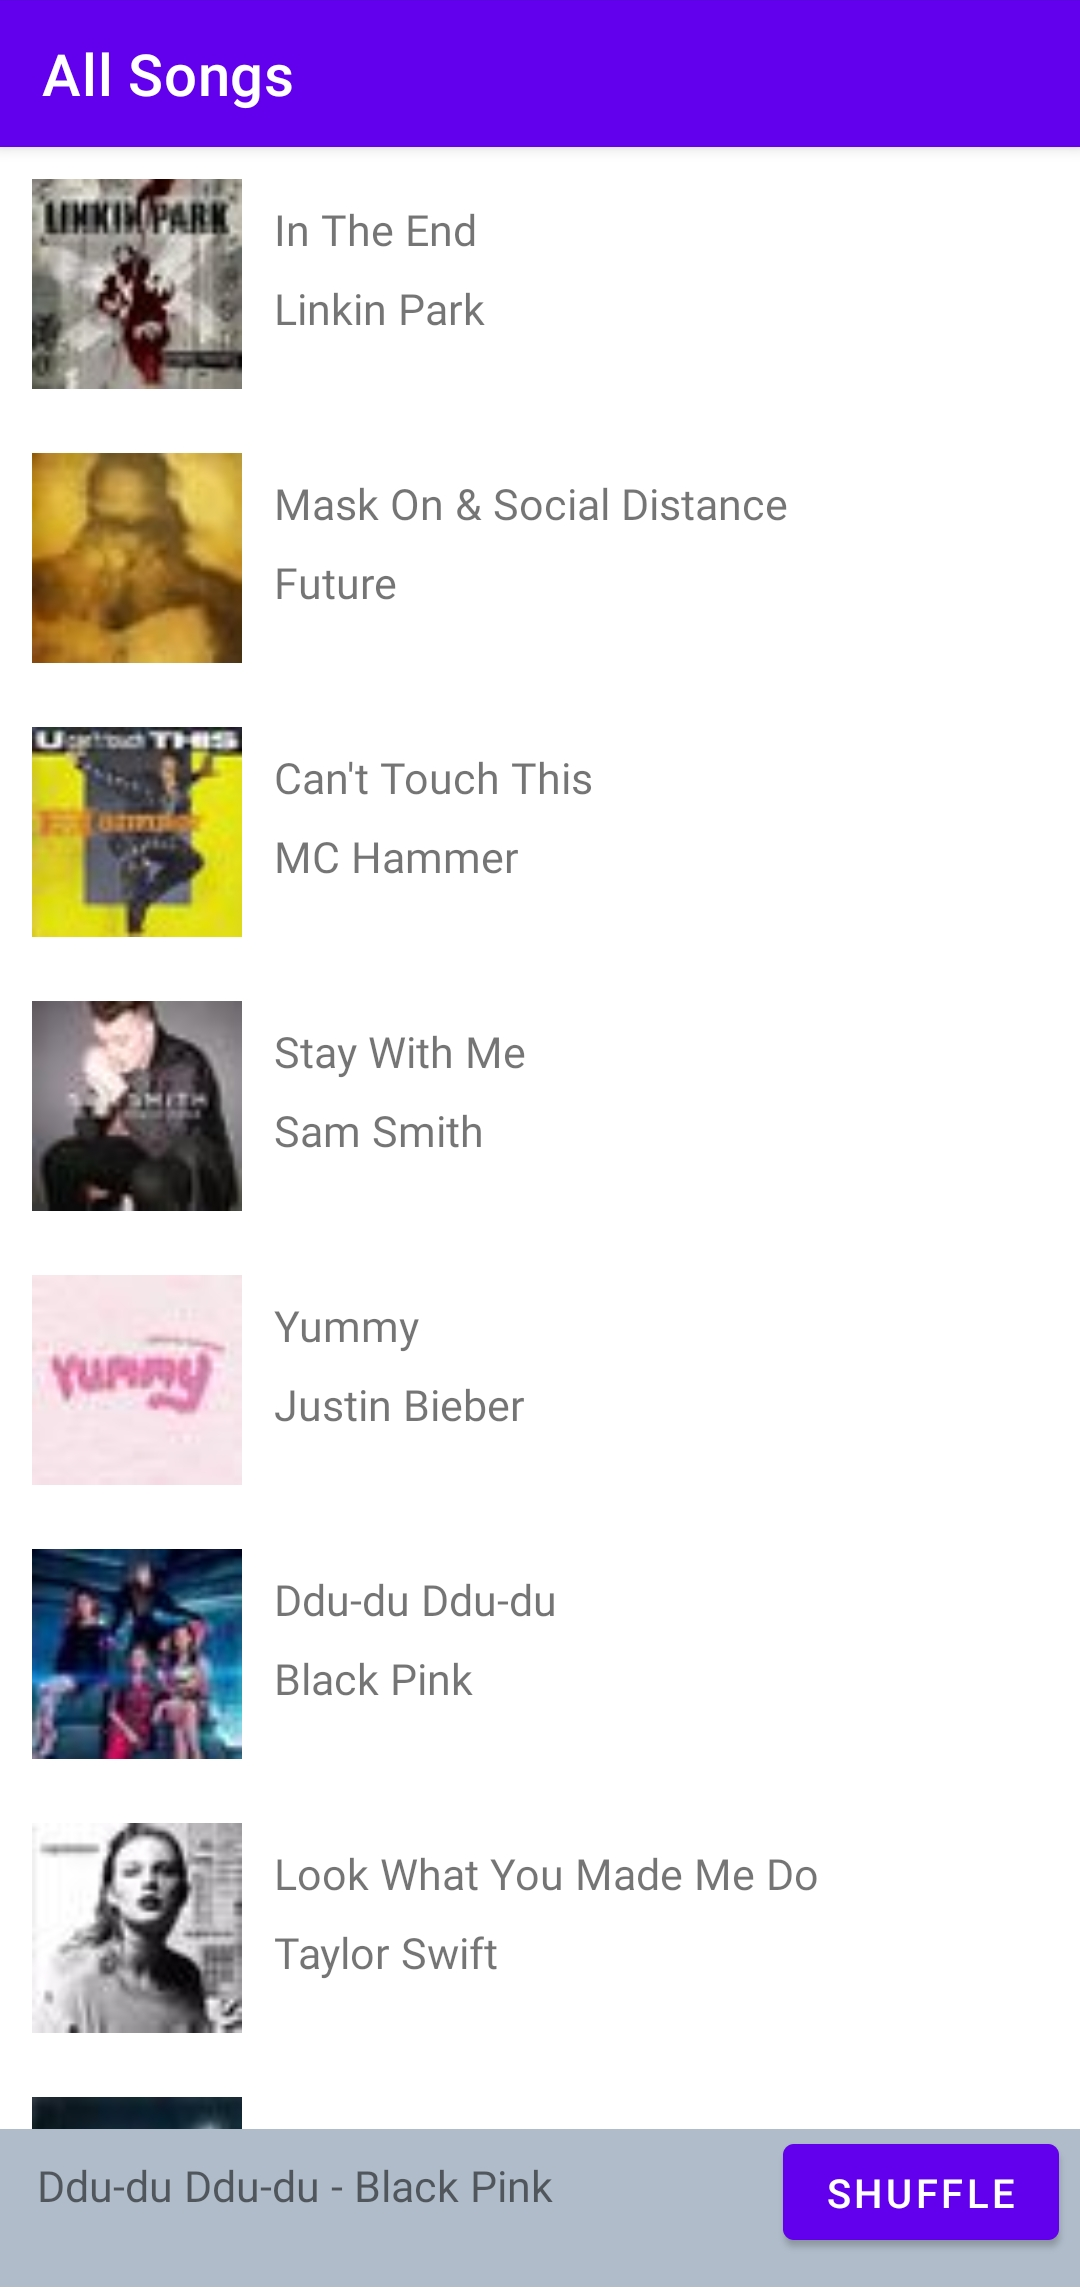 All Songs
LINKIN PARK
In The End
Linkin Park
Mask On & Social Distance
Future
U can't touch THIS
Hammer
Can't Touch This
MC Hammer
SAM SMITH
Stay With Me
Sam Smith
Yummy
Yummy
Justin Bieber
Ddu-du Ddu-du
Black Pink
Look What You Made Me Do
Taylor Swift
Ddu-du Ddu-du - Black Pink
SHUFFLE